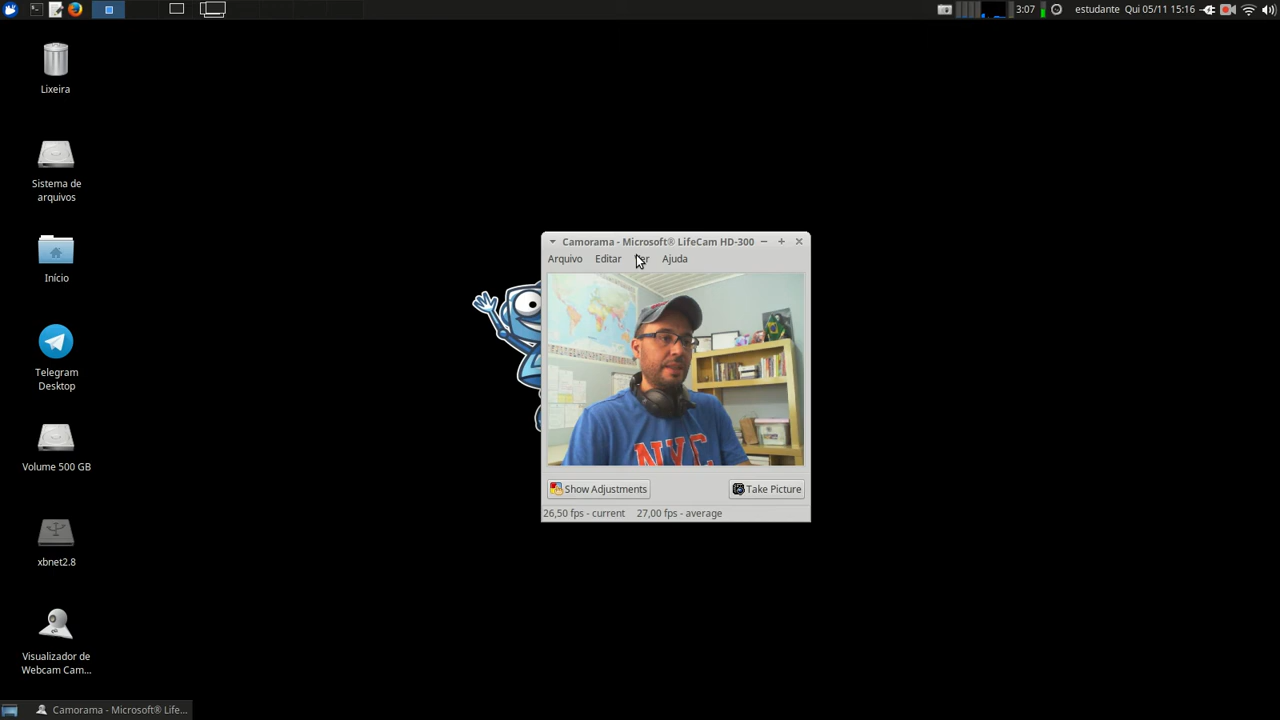 3:07
estudante Qui 05/11 15:16
Lixeira
Sistema de
arquivos
Início
Telegram
Desktop
Volume 500 GB
xbnet2.8
Visualizador de
Webcam Cam...
Camorama - Microsoft® LifeCam HD-300
Arquivo Editar Ver Ajuda
NYC
Show Adjustments Take Picture
26,50 fps - current 27,00 fps - average
Camorama - Microsoft® Life...